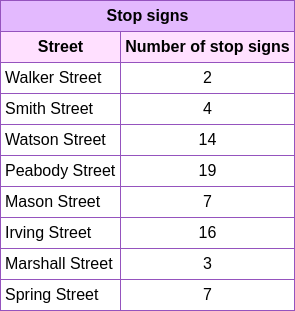 Stop signs
Street Number of stop signs
Walker Street 2
Smith Street 4
Watson Street 14
Peabody Street 19
Mason Street 7
Irving Street 16
Marshall Street 3
Spring Street 7